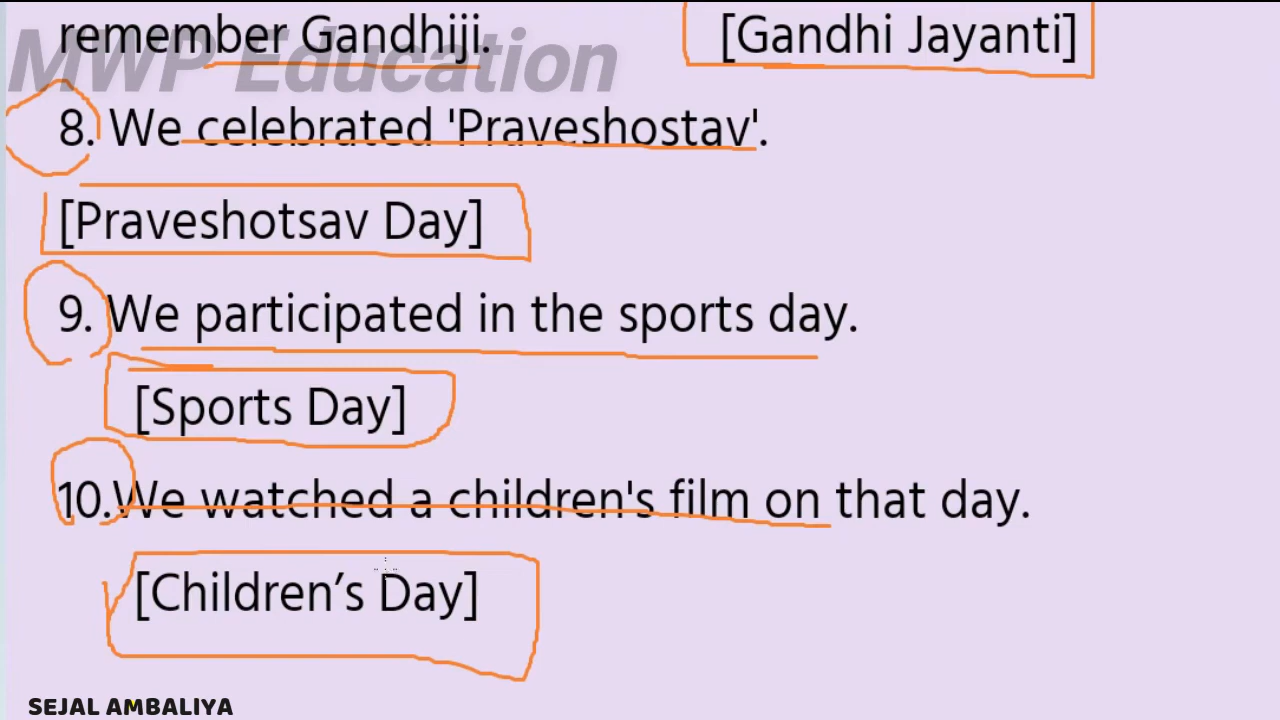 remember Gandhiji. [Gandhi Jayanti]
MWP Education
8. We celebrated 'Praveshostav'.
[Praveshotsav Day]
9. We participated in the sports day.
[Sports Day]
10.We watched a children's film on that day.
[Children’s Day]
SEJAL AMBALIYA